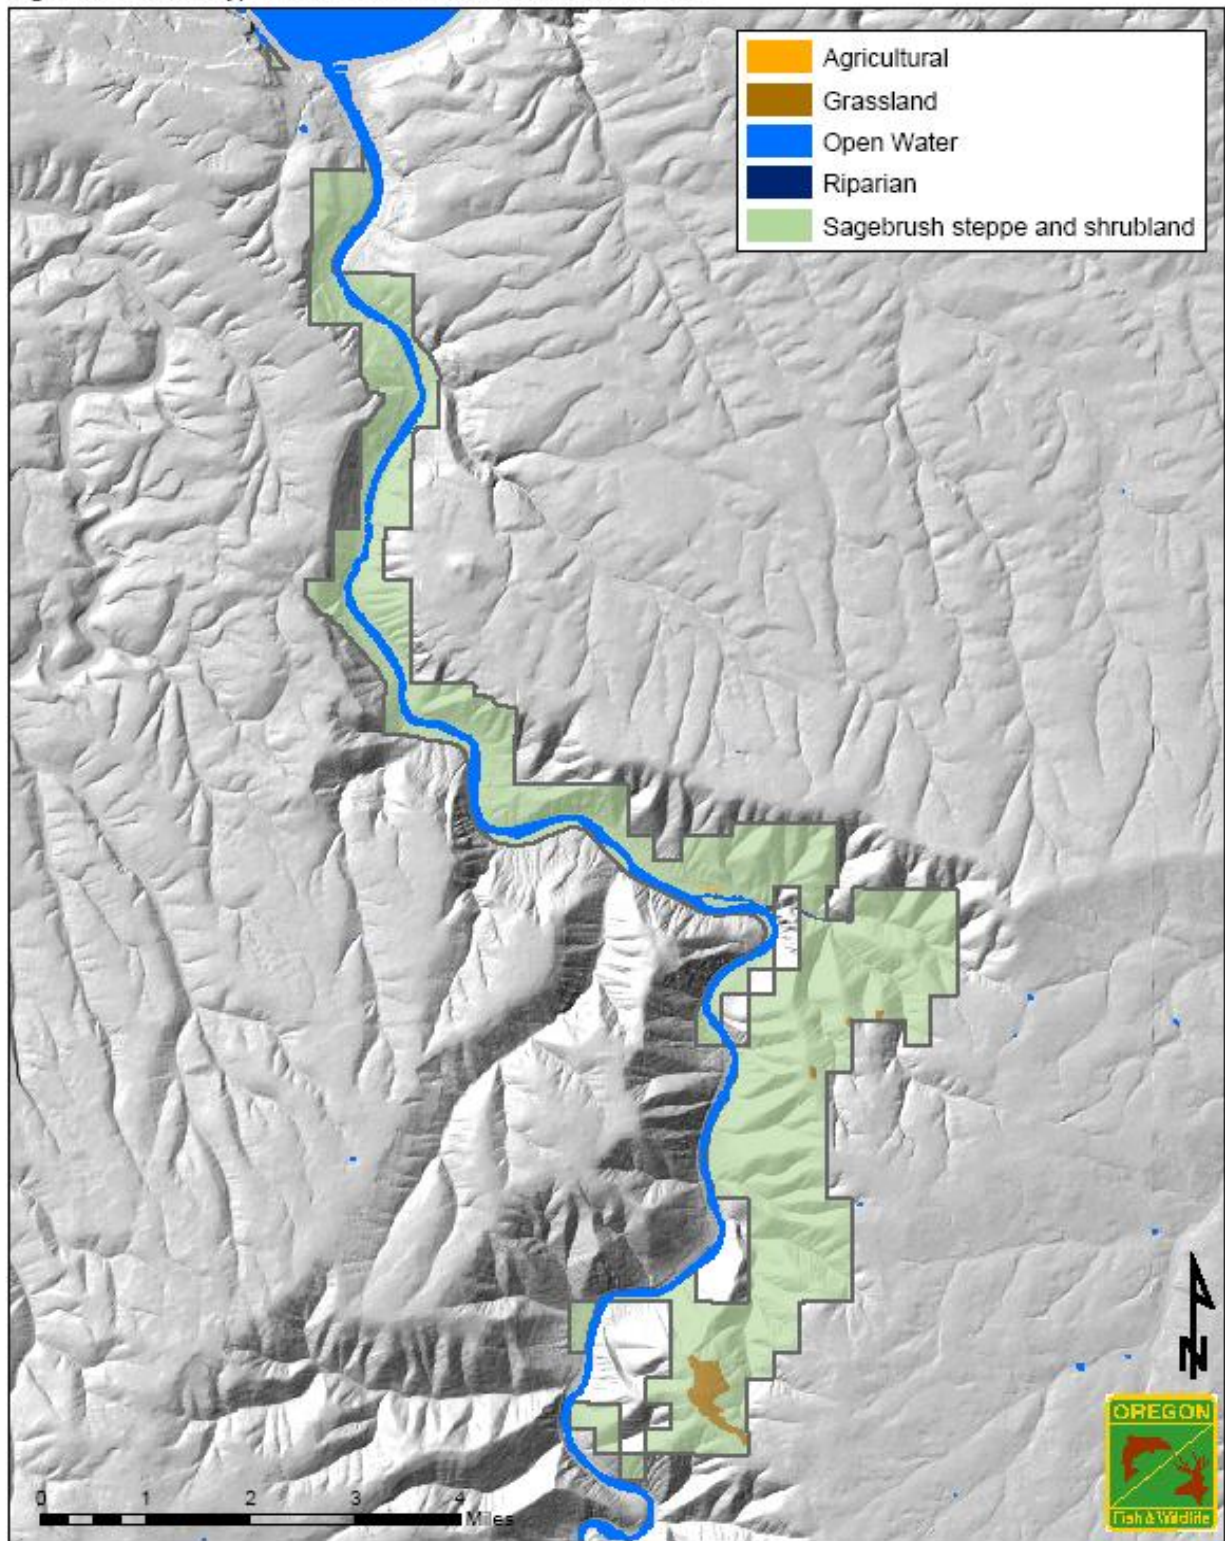 Agricultural
Grassland
Open Water
Riparian
Sagebrush steppe and shrubland
N
OREGON
Fish & Wildlife
0 1 2 3 4
Miles